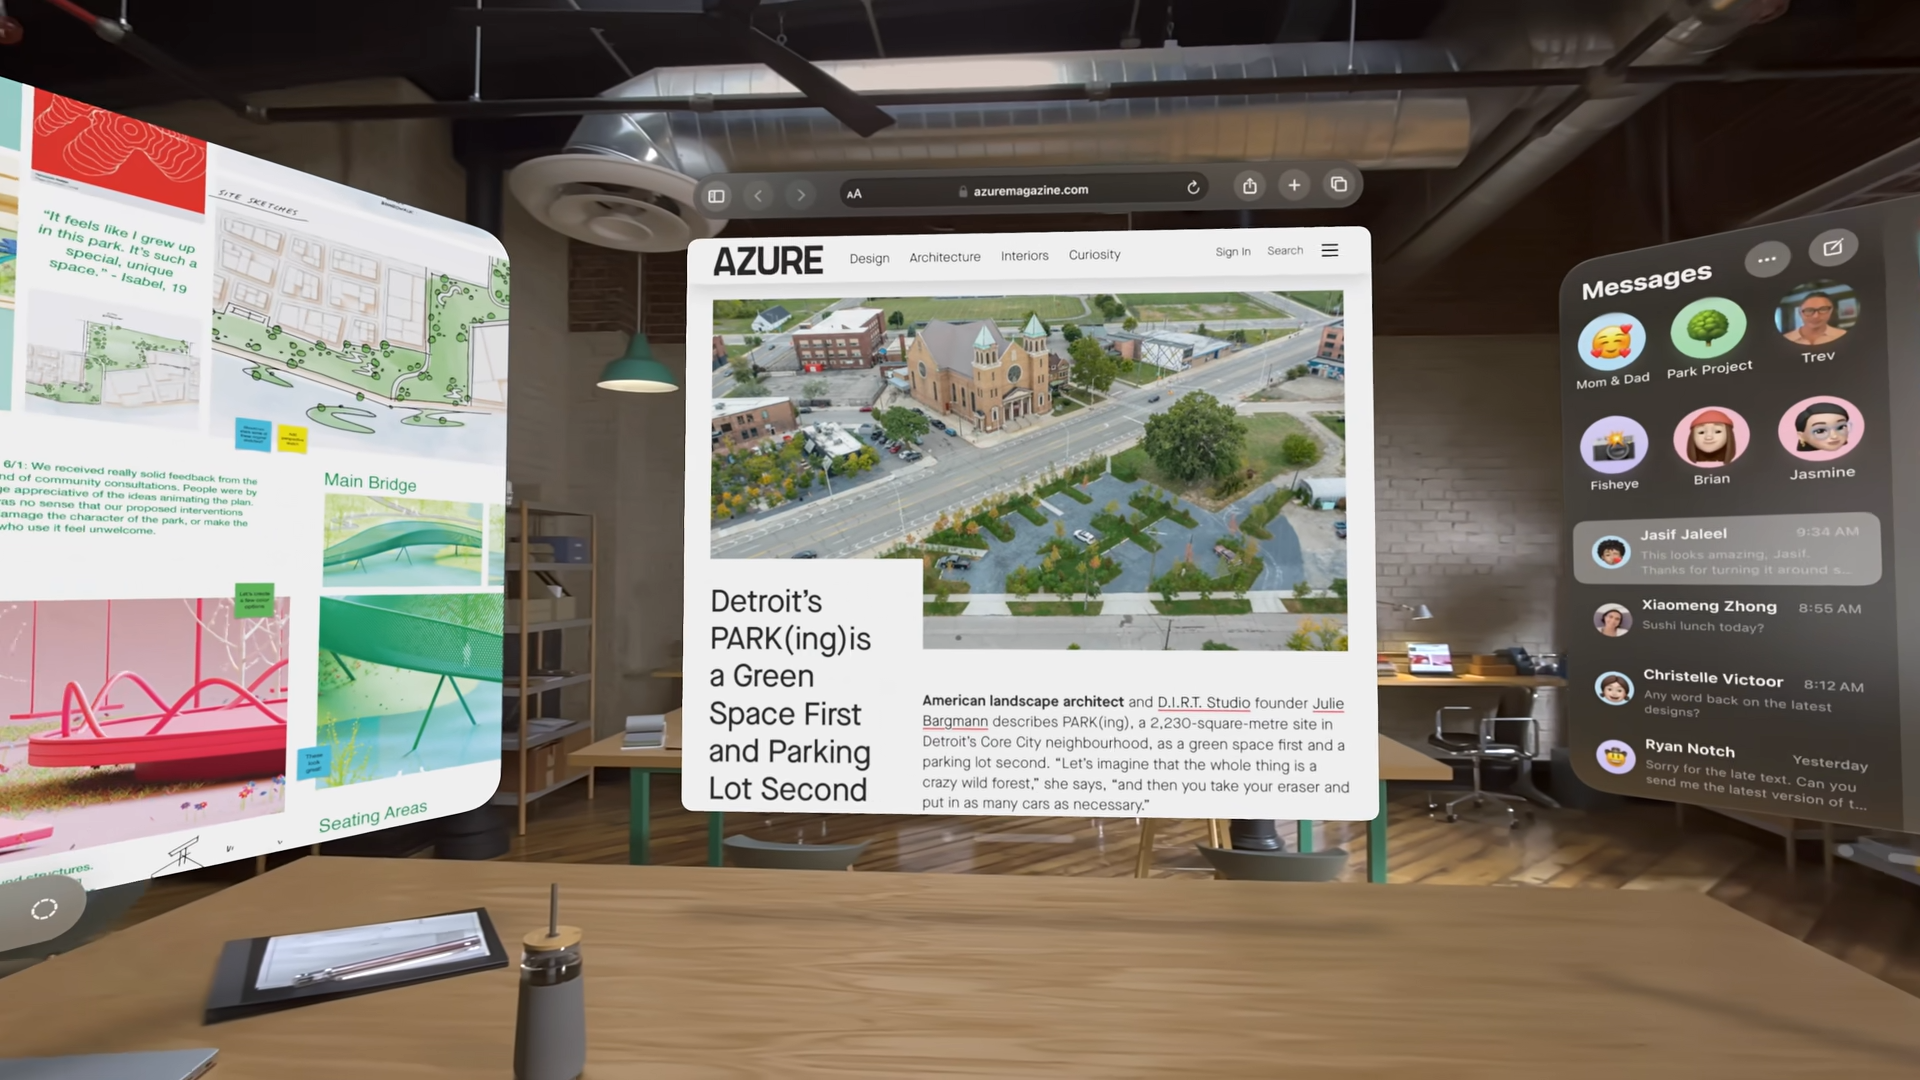 SITE SKETCHES
“It feels like I grew up
in this park. It’s such a
special, unique
space.” - Isabel, 19
6/1: We received really solid feedback from the
nd of community consultations. People were by
ge appreciative of the ideas animating the plan.
as no sense that our proposed interventions
amage the character of the park, or make the
who use it feel unwelcome.
Main Bridge
These
look
great!
Seating Areas
nd structures.
AA
azuremagazine.com
AZURE
Design Architecture Interiors Curiosity Sign In Search
Detroit’s
PARK(ing)is
a Green
Space First
and Parking
Lot Second
American landscape architect and D.I.R.T. Studio founder Julie
Bargmann describes PARK(ing), a 2,230-square-metre site in
Detroit’s Core City neighbourhood, as a green space first and a
parking lot second. “Let’s imagine that the whole thing is a
crazy wild forest,” she says, “and then you take your eraser and
put in as many cars as necessary.”
Messages
Mom & Dad Park Project Trev
Fisheye Brian Jasmine
Jasif Jaleel 9:34 AM
This looks amazing, Jasif.
Thanks for turning it around s...
Xiaomeng Zhong 8:55 AM
Sushi lunch today?
Christelle Victoor 8:12 AM
Any word back on the latest
designs?
Ryan Notch Yesterday
Sorry for the late text. Can you
send me the latest version of t...